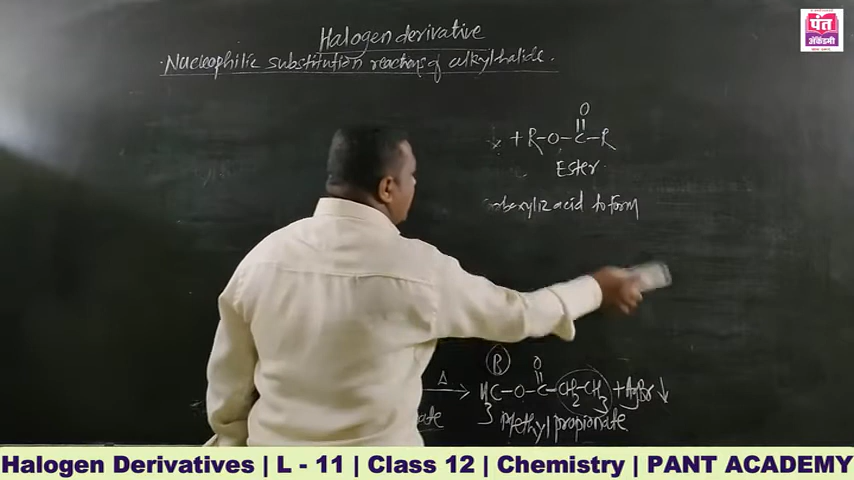 Halogen derivative
Nucleophilic substitution reactions of alkylhalide.
पंत
अ‍ॅकॅडमी
O
+ R-O-C-R
Ester
acid to form
R
O
Δ
H3C-O-C-CH2-CH3 + AgBr↓
Methyl propionate
Halogen Derivatives | L - 11 | Class 12 | Chemistry | PANT ACADEMY